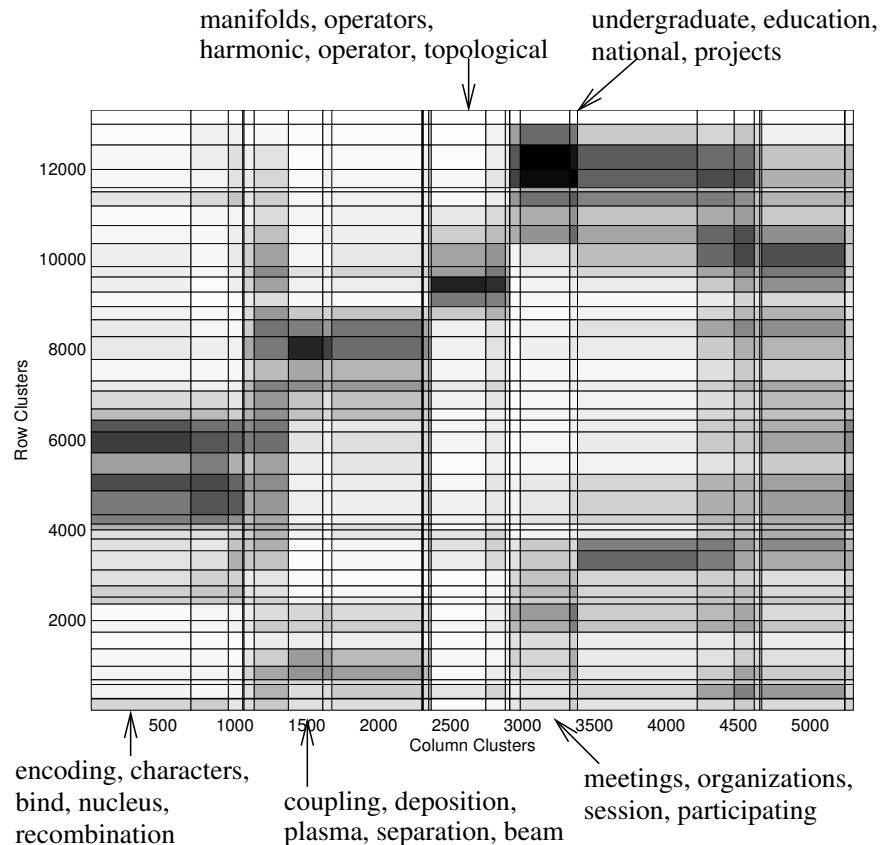 manifolds, operators,
harmonic, operator, topological
undergraduate, education,
national, projects
12000
10000
8000
6000
4000
2000
Row Clusters
500 1000 1500 2000 2500 3000 3500 4000 4500 5000
Column Clusters
encoding, characters,
bind, nucleus,
recombination
coupling, deposition,
plasma, separation, beam
meetings, organizations,
session, participating